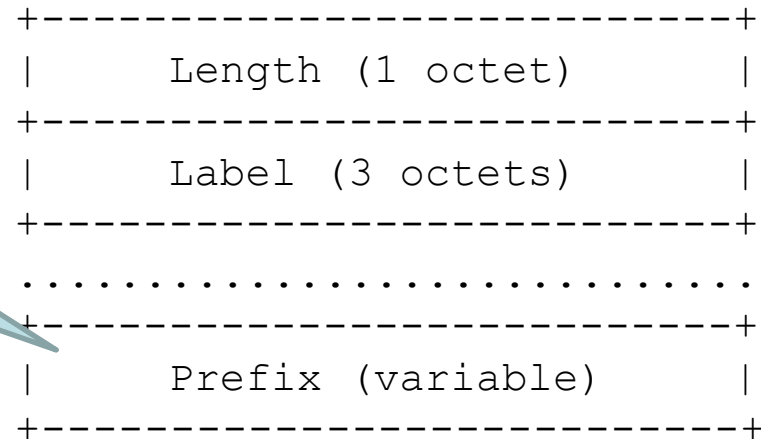 +---------------------------+
|     Length (1 octet)      |
+---------------------------+
|     Label (3 octets)      |
+---------------------------+
.............................
+---------------------------+
|     Prefix (variable)     |
+---------------------------+